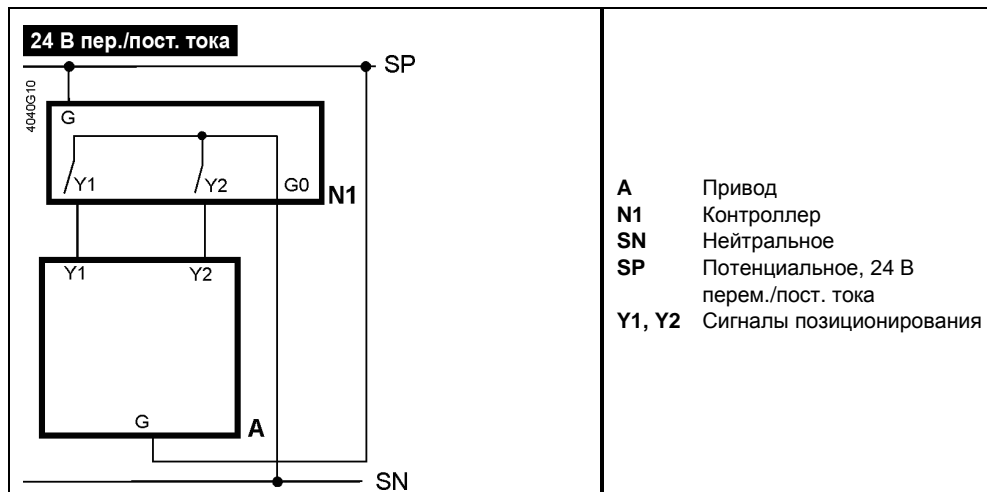 24 В пер./пост. тока
SP
4040G10
G
Y1
Y2
G0
N1
Y1
Y2
G
A
SN
A Привод
N1 Контроллер
SN Нейтральное
SP Потенциальное, 24 В
перем./пост. тока
Y1, Y2 Сигналы позиционирования